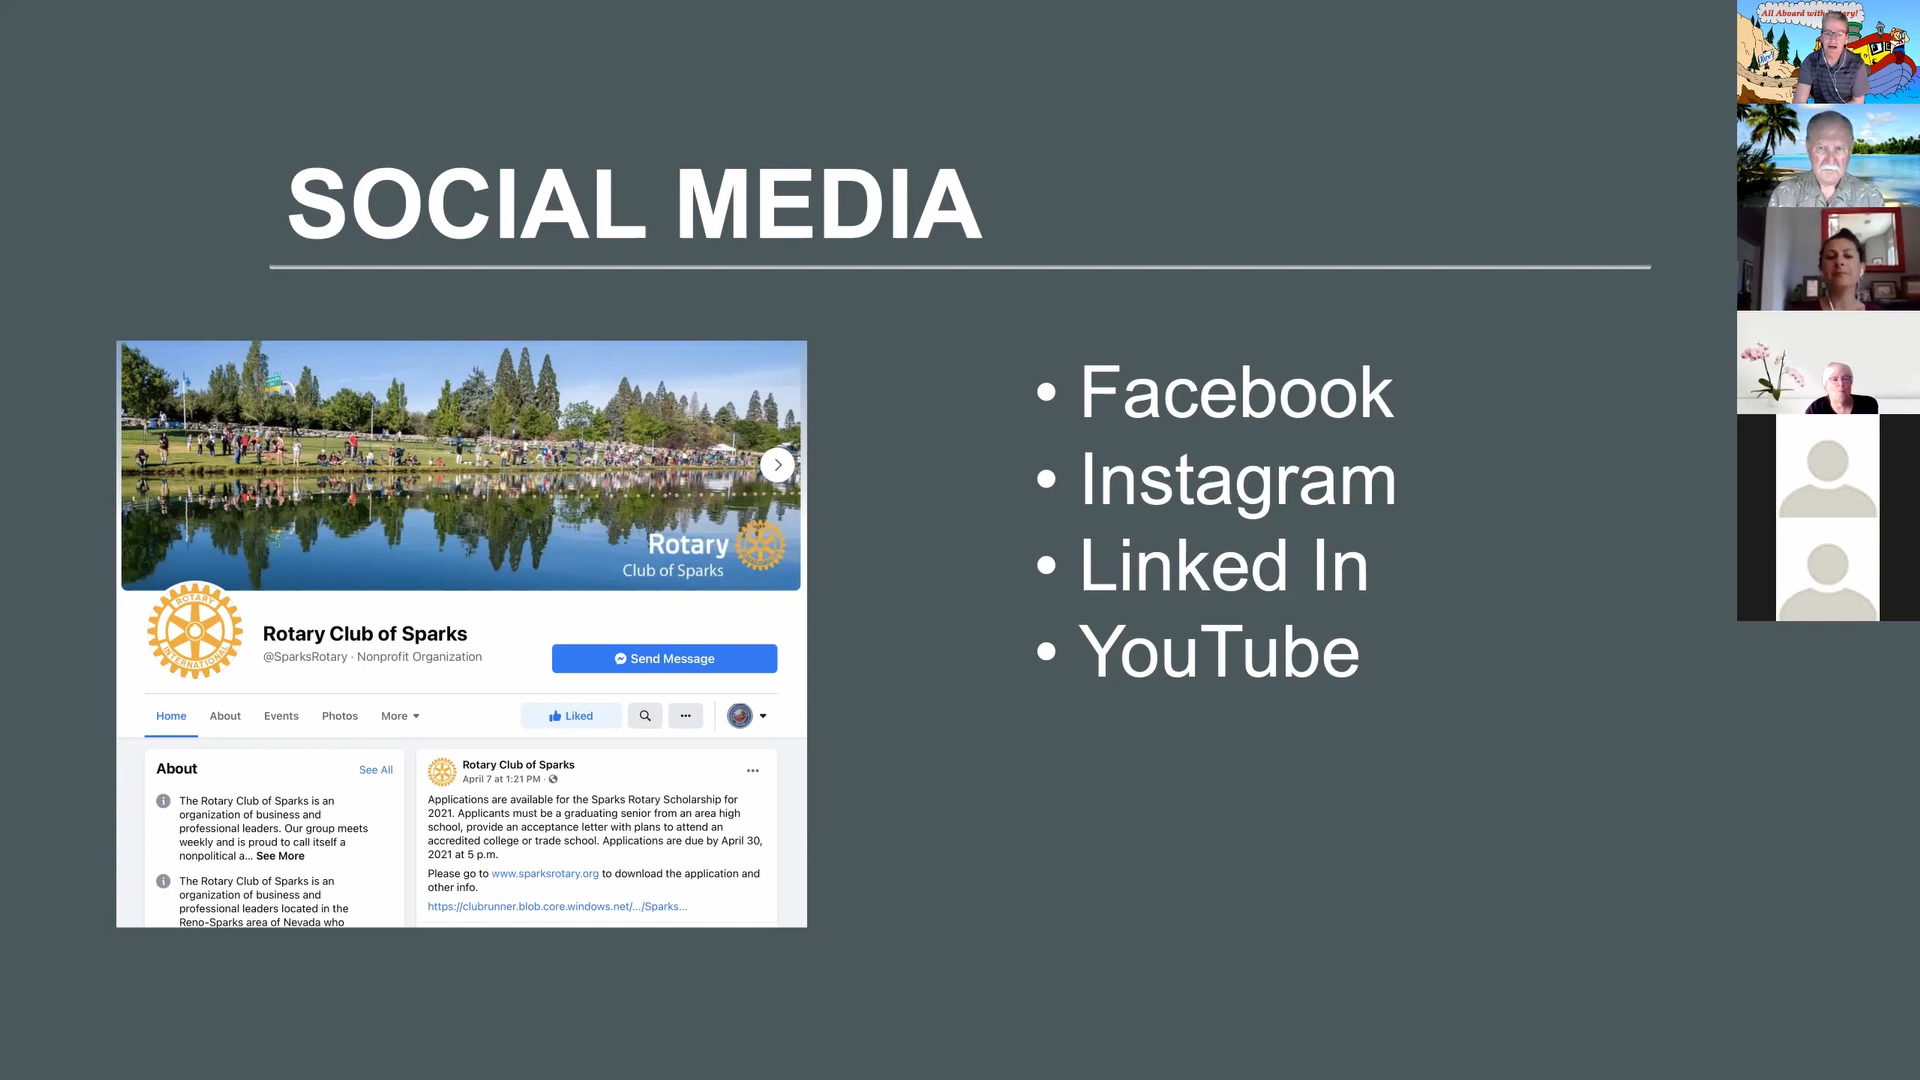 All Aboard with Rotary!
SOCIAL MEDIA
Rotary
Club of Sparks
ROTARY
INTERNATIONAL
Rotary Club of Sparks
@SparksRotary · Nonprofit Organization
Send Message
Home About Events Photos More
Liked
About
See All
The Rotary Club of Sparks is an
organization of business and
professional leaders. Our group meets
weekly and is proud to call itself a
nonpolitical a... See More
The Rotary Club of Sparks is an
organization of business and
professional leaders located in the
Reno-Sparks area of Nevada who
Rotary Club of Sparks
April 7 at 1:21 PM ·
Applications are available for the Sparks Rotary Scholarship for
2021. Applicants must be a graduating senior from an area high
school, provide an acceptance letter with plans to attend an
accredited college or trade school. Applications are due by April 30,
2021 at 5 p.m.
Please go to www.sparksrotary.org to download the application and
other info.
https://clubrunner.blob.core.windows.net/.../Sparks...
• Facebook
• Instagram
• Linked In
• YouTube